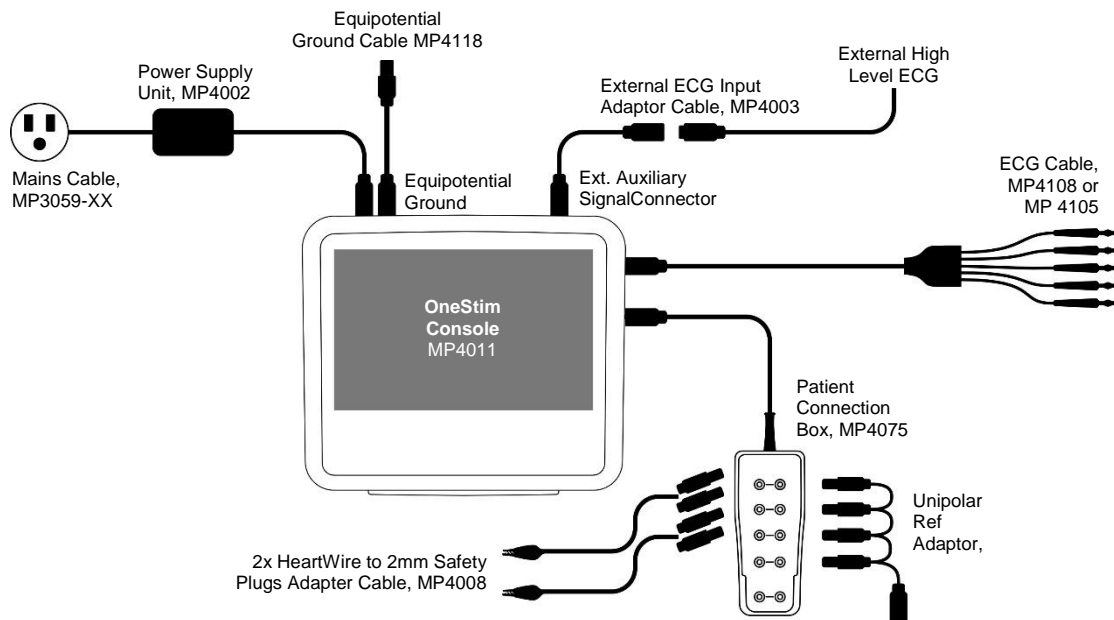 Equipotential
Ground Cable MP4118
Power Supply
Unit, MP4002
External ECG Input
Adaptor Cable, MP4003
External High
Level ECG
Mains Cable,
MP3059-XX
Equipotential
Ground
Ext. Auxiliary
SignalConnector
ECG Cable,
MP4108 or
MP 4105
OneStim
Console
MP4011
Patient
Connection
Box, MP4075
2x HeartWire to 2mm Safety
Plugs Adapter Cable, MP4008
Unipolar
Ref
Adaptor,